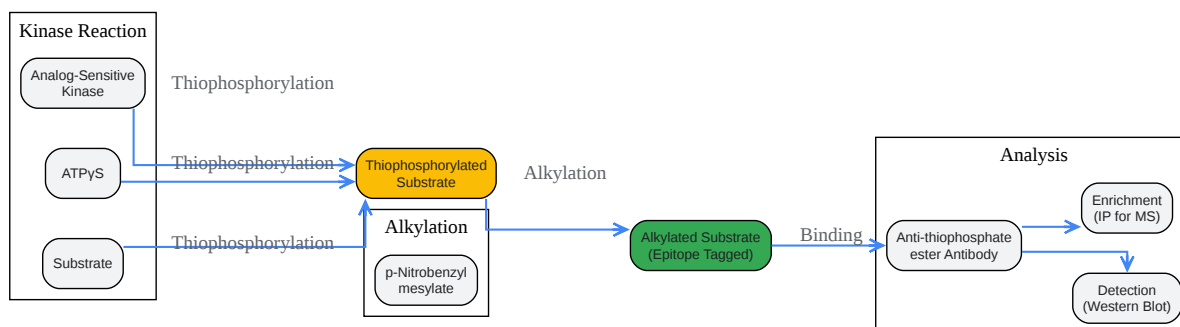 Kinase Reaction
Analog-Sensitive
Kinase
Thiophosphorylation
ATPγS
Thiophosphorylation
Substrate
Thiophosphorylation
Thiophosphorylated
Substrate
Alkylation
Alkylation
p-Nitrobenzyl
mesylate
Alkylated Substrate
(Epitope Tagged)
Binding
Analysis
Anti-thiophosphate
ester Antibody
Enrichment
(IP for MS)
Detection
(Western Blot)